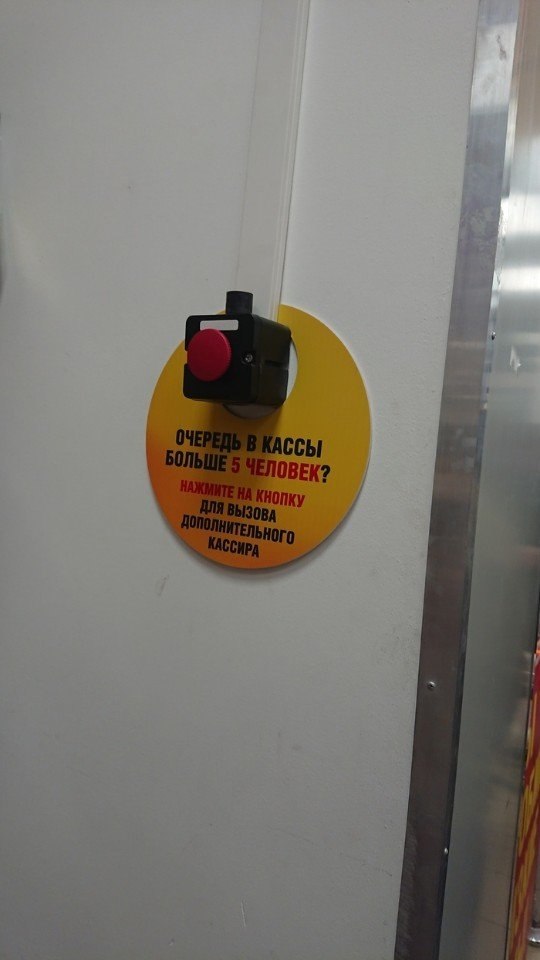 ОЧЕРЕДЬ В КАССЫ
БОЛЬШЕ 5 ЧЕЛОВЕК?
НАЖМИТЕ НА КНОПКУ
ДЛЯ ВЫЗОВА
ДОПОЛНИТЕЛЬНОГО
КАССИРА